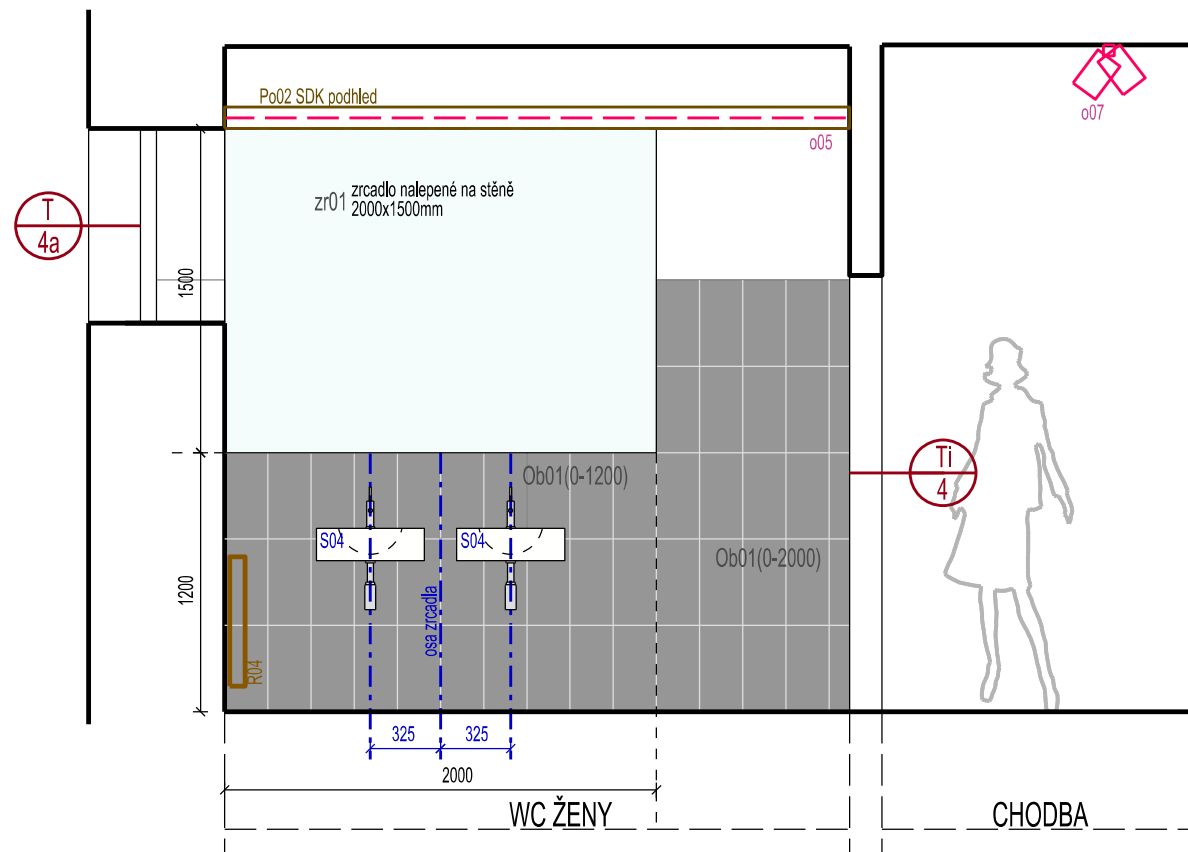 Po02 SDK podhled
o07
o05
zr01 zrcadlo nalepené na stěně
2000x1500mm
T
4a
1500
Ob01(0-1200)
Ti
4
S04
S04
Ob01(0-2000)
1200
osa zrcadla
R04
325
325
2000
WC ŽENY
CHODBA